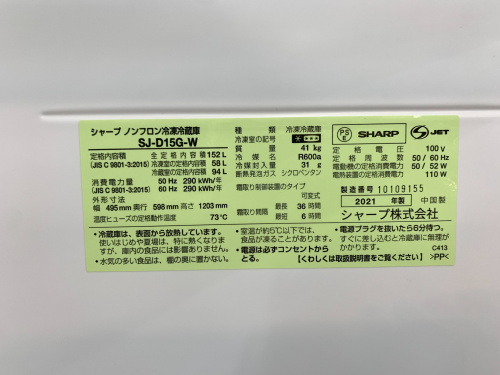 シャープ ノンフロン冷凍冷蔵庫
SJ-D15G-W
定格内容積 全定格内容積 152 L
(JIS C 9801-3:2015) 冷凍室の定格内容積 58 L
冷蔵室の定格内容積 94 L
消費電力量 50 Hz 290 kWh/年
(JIS C 9801-3:2015) 60 Hz 290 kWh/年
外形寸法
幅 495 mm 奥行 598 mm 高さ 1203 mm
温度ヒューズの定格動作温度 73℃
種類 冷凍冷蔵庫
冷凍室の記号
質量 41 kg
冷媒 R600a
冷媒封入量 31 g
断熱発泡ガス シクロペンタン
霜取り制御装置のタイプ
可変式
霜取り間隔 最長 36 時間
最短 6 時間
PS
E
SHARP
JET
定格電圧 100 V
定格周波数 50 / 60 Hz
電動機の定格消費電力 50 / 52 W
電熱装置の定格消費電力 110 W
製造番号 10109155
2021 年製 中国製
シャープ株式会社
•冷蔵庫は、表面から放熱しています。
使いはじめや夏場は、特に熱くなりま
すが、庫内の食品には影響ありません。
•水気の多い食品は、棚の奥に置かない。
•室温が約5℃以下では、
食品が凍ることがあります。
•電源は必ずコンセントから
とる。
•電源プラグを抜いたら6分待つ。
すぐに差し込むと冷蔵庫に無理が
かかります。
C413
【くわしくは取扱説明書をご覧ください】 >PP<